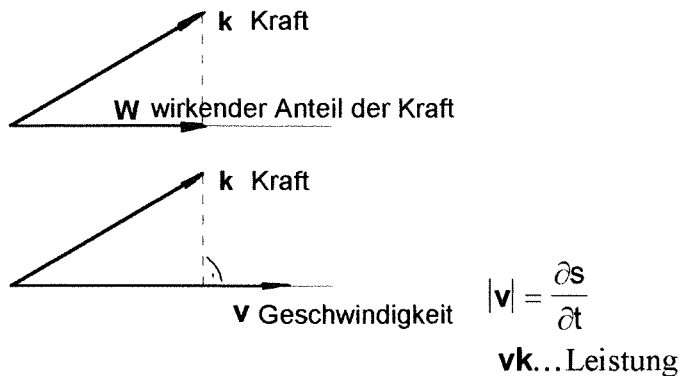 k Kraft
W wirkender Anteil der Kraft
k Kraft
v Geschwindigkeit
|v| = ∂s/∂t
vk...Leistung